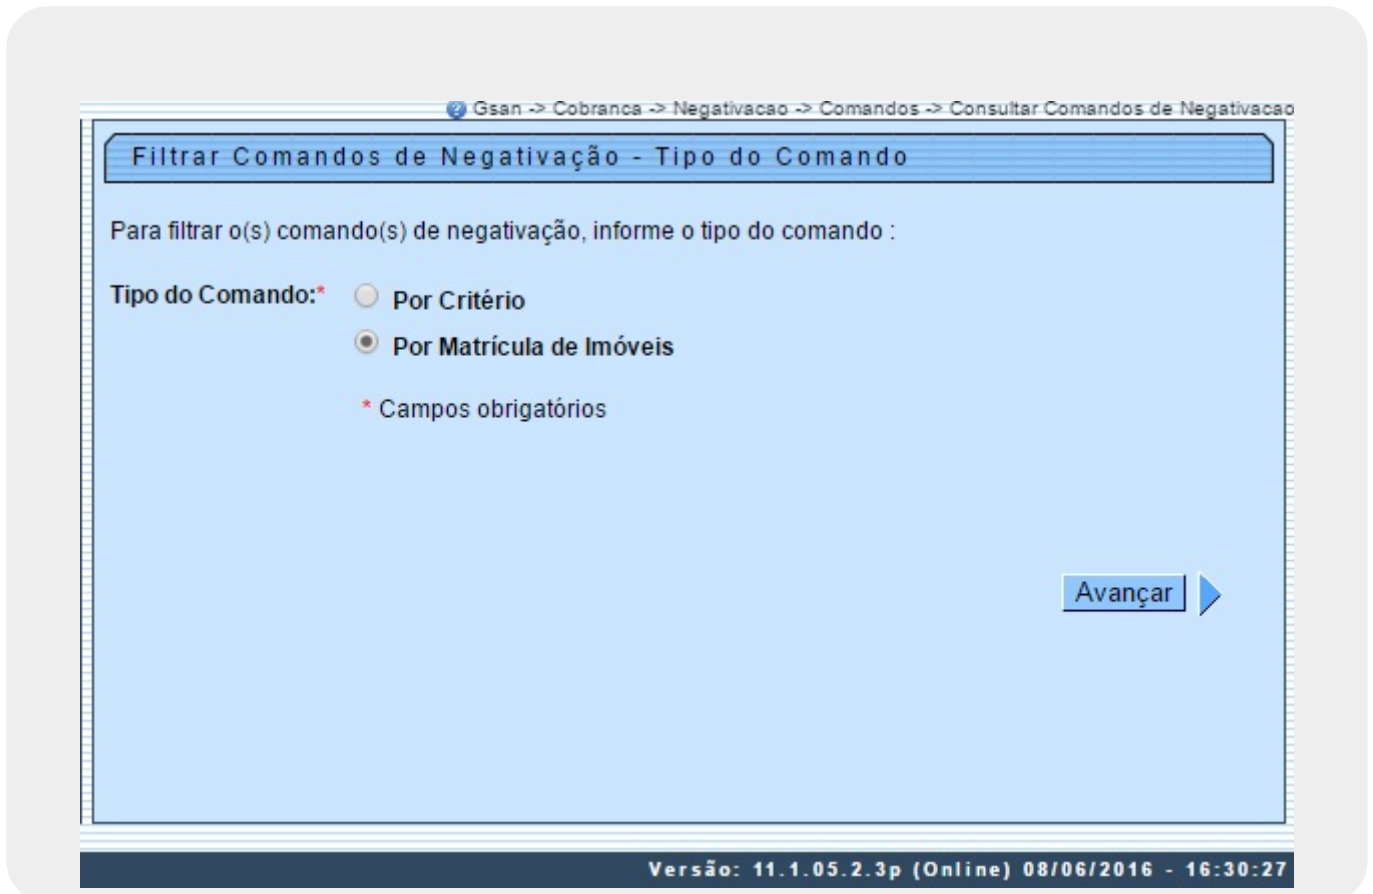 Gsan -> Cobranca -> Negativacao -> Comandos -> Consultar Comandos de Negativacao
Filtrar Comandos de Negativação - Tipo do Comando
Para filtrar o(s) comando(s) de negativação, informe o tipo do comando :
Tipo do Comando:* Por Critério
Por Matrícula de Imóveis
* Campos obrigatórios
Avançar
Versão: 11.1.05.2.3p (Online) 08/06/2016 - 16:30:27